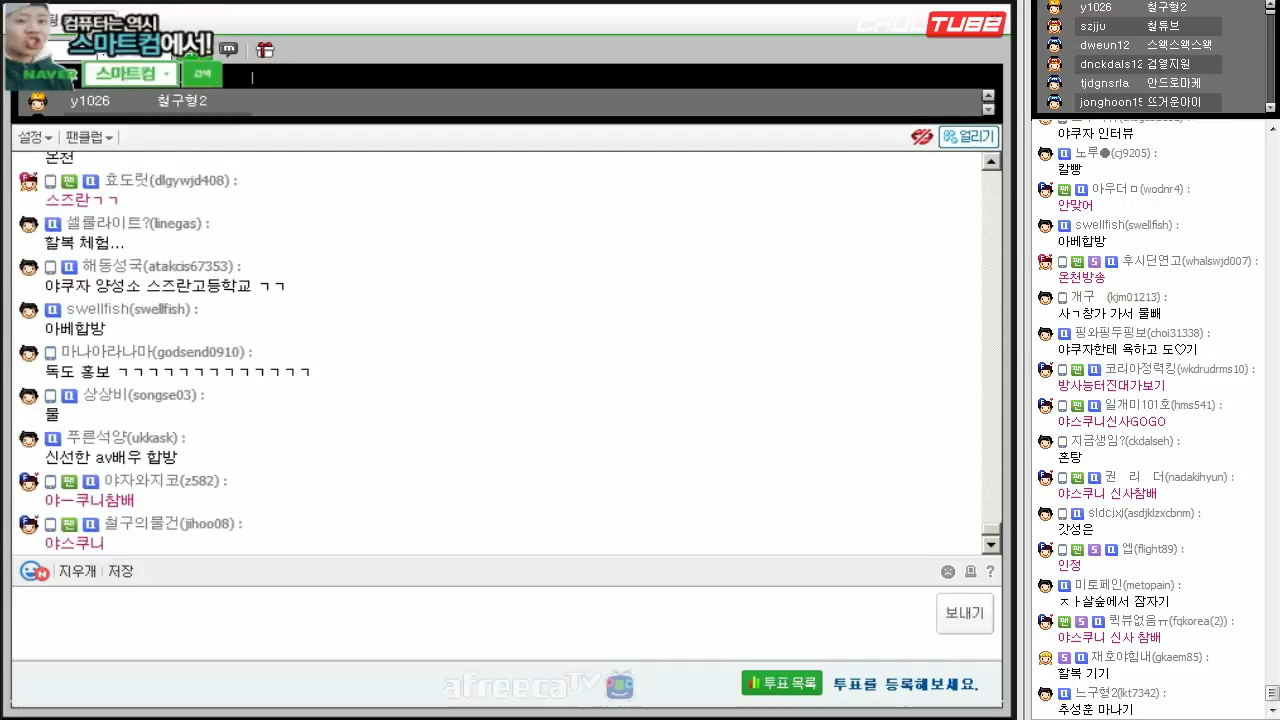 컴퓨터는 역시
스마트컴에서!
NAVER 스마트컴 검색
CHULTUBE
y1026 철구형2
설정 팬클럽 얼리기
온천
효도럿(dlgywjd408) :
스즈란ㄱㄱ
셀룰라이트?(linegas) :
할복 체험...
해동성국(atakcis67353) :
야쿠자 양성소 스즈란고등학교 ㄱㄱ
swellfish(swellfish) :
아베합방
마나아라나마(godsend0910) :
독도 홍보 ㄱㄱㄱㄱㄱㄱㄱㄱㄱㄱㄱㄱㄱ
상상비(songse03) :
물
푸른석양(ukkask) :
신선한 av배우 합방
야자와지코(z582) :
야ㅡ쿠니참배
철구의물건(jihoo08) :
야스쿠니
지우개 저장
보내기
afreecaTV
투표 목록 투표를 등록해보세요.
y1026 철구형2
szjju 철튜브
dweun12 스왝스왝스왝
dnckdals12 걸영지원
tjdgnsrla 안드로마케
jonghoon15 뜨거운아이
야쿠자 인터뷰
노루●(cj9205) :
칼빵
아우더ㅁ(wodnr4) :
안맞어
swellfish(swellfish) :
아베합방
후시딘연고(whalswjd007) :
온천방송
개구 (kjm01213) :
사ㄱ창가 가서 물빼
핑와핑두핑보(choi31338) :
야쿠자한테 욕하고 도♡기
코리아정력킹(wkdrudrms10) :
방사능터진대가보기
일개미101호(hms541) :
야스쿠니신사GOGO
지금생임?(ckdalseh) :
혼탕
권 리 더(nadakihyun) :
야스쿠니 신사참배
sldcjxj(asdjklzxcbnm) :
갓성은
엡(flight89) :
인정
미토페인(metopain) :
ㅈㅏ살숲에서 잠자기
퀵뷰없음ㅠ(fqkorea(2)) :
야스쿠니 신사 참배
재호야힘내(gkaem85) :
할복 기기
느구형2(kt7342) :
추성훈 마나기